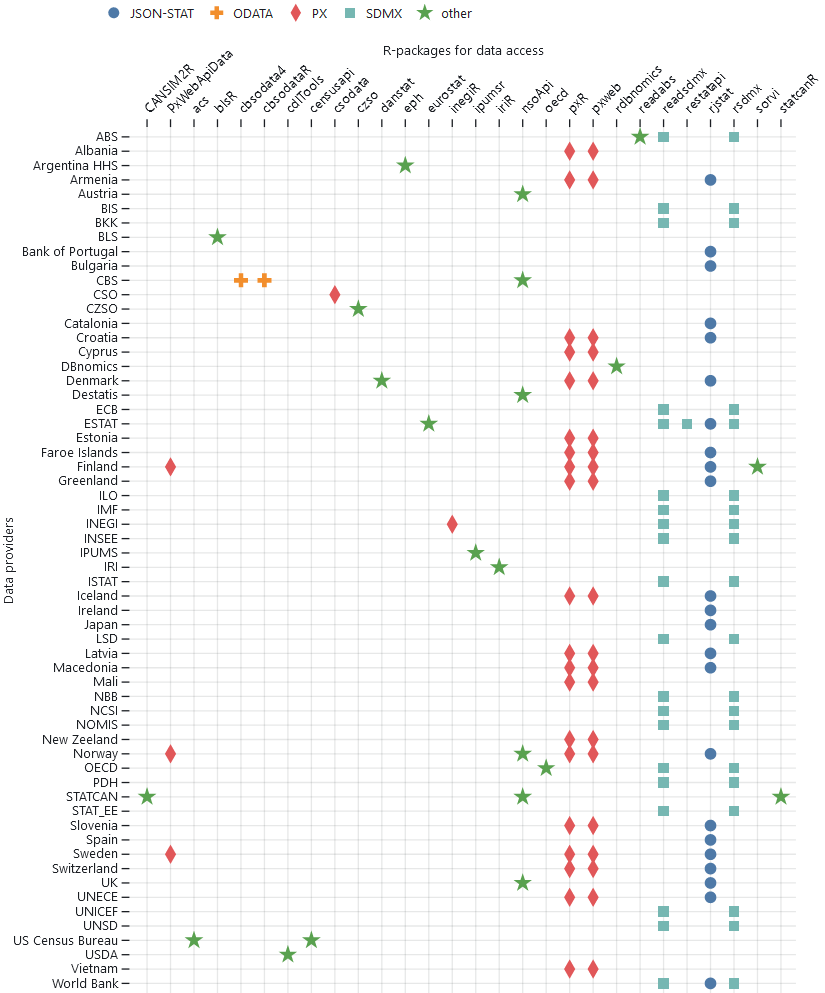 JSON-STAT ODATA PX SDMX other
R-packages for data access
CANSIM2R PxWebApiData acs blsR cbsodata4 cbsodataR cdlTools censusapi csodata czso danstat eph eurostat inegiR ipumsr iriR nsoApi oecd pxR pxweb rdbnomics readabs readsdmx restatapi rjstat rsdmx sorvi statcanR
Data providers
ABS
Albania
Argentina HHS
Armenia
Austria
BIS
BKK
BLS
Bank of Portugal
Bulgaria
CBS
CSO
CZSO
Catalonia
Croatia
Cyprus
DBnomics
Denmark
Destatis
ECB
ESTAT
Estonia
Faroe Islands
Finland
Greenland
ILO
IMF
INEGI
INSEE
IPUMS
IRI
ISTAT
Iceland
Ireland
Japan
LSD
Latvia
Macedonia
Mali
NBB
NCSI
NOMIS
New Zeeland
Norway
OECD
PDH
STATCAN
STAT_EE
Slovenia
Spain
Sweden
Switzerland
UK
UNECE
UNICEF
UNSD
US Census Bureau
USDA
Vietnam
World Bank